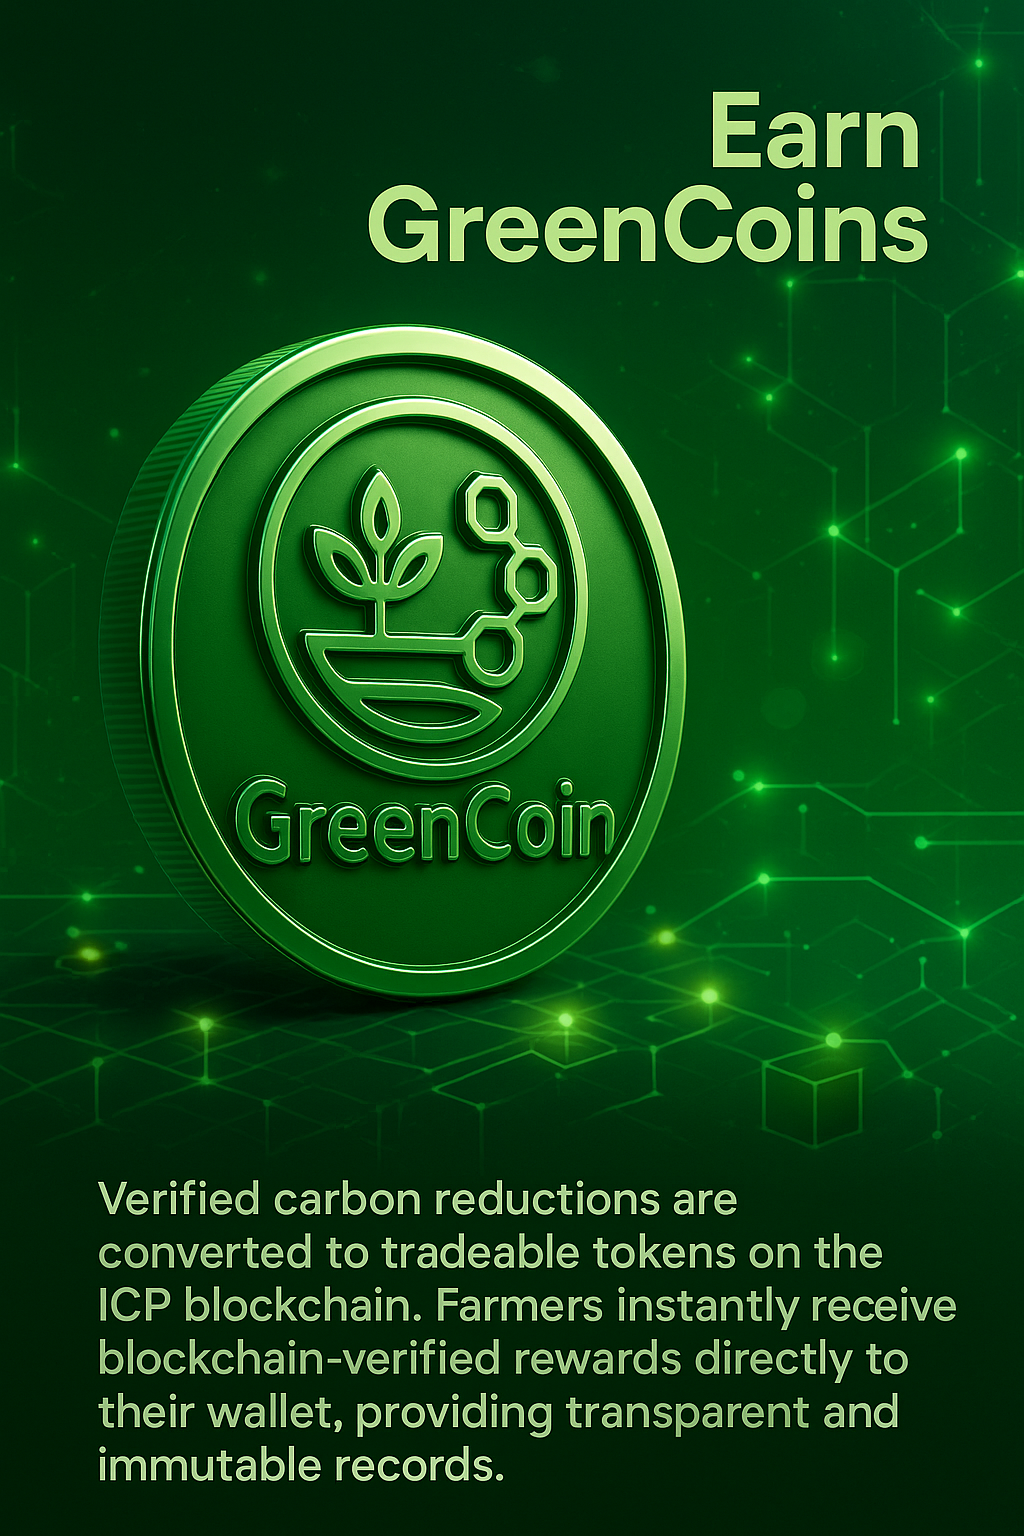 Earn
GreenCoins
GreenCoin
Verified carbon reductions are
converted to tradeable tokens on the
ICP blockchain. Farmers instantly receive
blockchain-verified rewards directly to
their wallet, providing transparent and
immutable records.